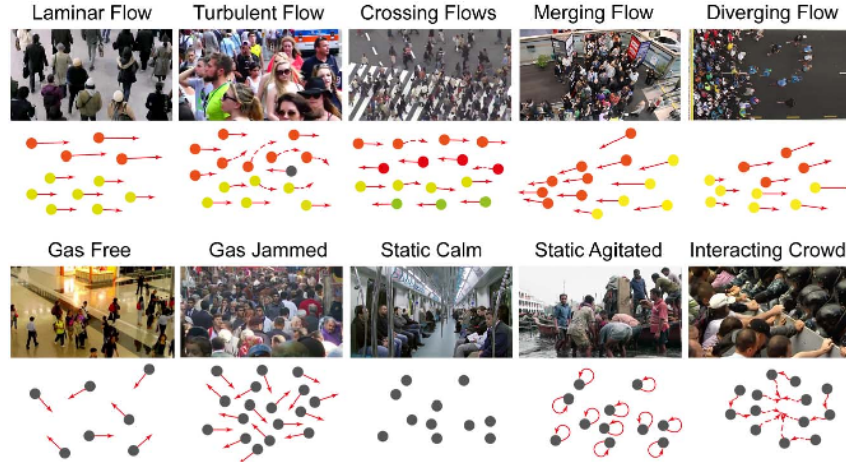 Laminar Flow
Turbulent Flow
Crossing Flows
Merging Flow
Diverging Flow
Gas Free
Gas Jammed
Static Calm
Static Agitated
Interacting Crowd